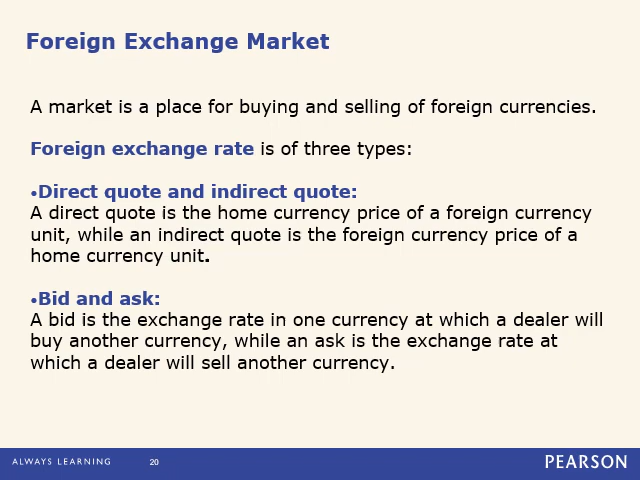 Foreign Exchange Market
A market is a place for buying and selling of foreign currencies.
Foreign exchange rate is of three types:
•Direct quote and indirect quote:
A direct quote is the home currency price of a foreign currency
unit, while an indirect quote is the foreign currency price of a
home currency unit.
•Bid and ask:
A bid is the exchange rate in one currency at which a dealer will
buy another currency, while an ask is the exchange rate at
which a dealer will sell another currency.
ALWAYS LEARNING 20 PEARSON